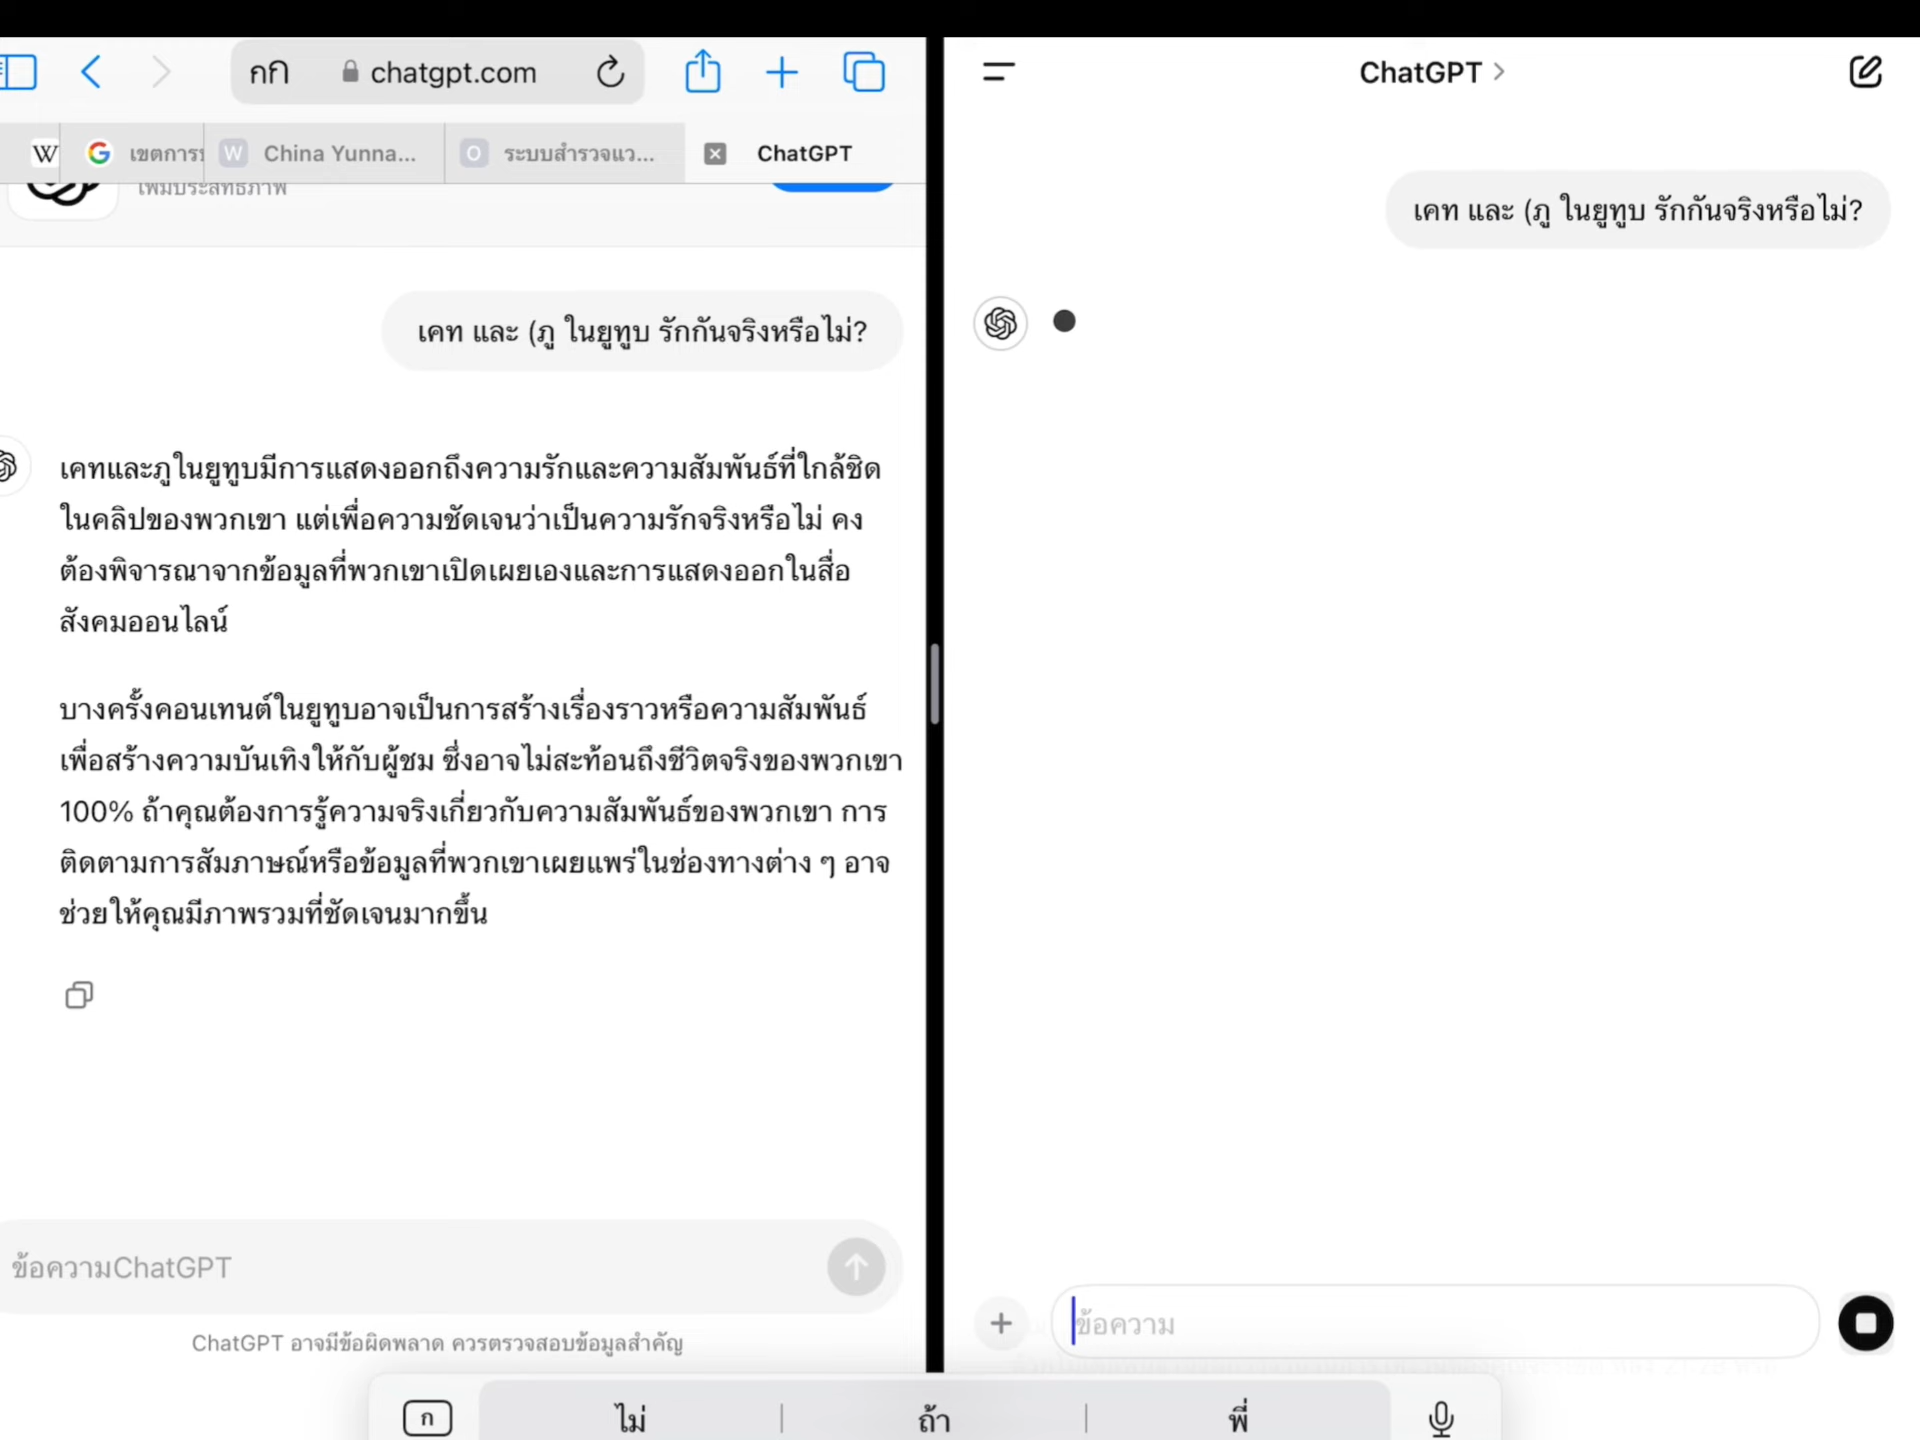 กก chatgpt.com
W
G เขตการ
W China Yunna...
O ระบบสำรวจแว...
ChatGPT
เพิ่มประสิทธิภาพ
เคท และ (ภู ในยูทูบ รักกันจริงหรือไม่?
เคทและภูในยูทูบมีการแสดงออกถึงความรักและความสัมพันธ์ที่ใกล้ชิด
ในคลิปของพวกเขา แต่เพื่อความชัดเจนว่าเป็นความรักจริงหรือไม่ คง
ต้องพิจารณาจากข้อมูลที่พวกเขาเปิดเผยเองและการแสดงออกในสื่อ
สังคมออนไลน์
บางครั้งคอนเทนต์ในยูทูบอาจเป็นการสร้างเรื่องราวหรือความสัมพันธ์
เพื่อสร้างความบันเทิงให้กับผู้ชม ซึ่งอาจไม่สะท้อนถึงชีวิตจริงของพวกเขา
100% ถ้าคุณต้องการรู้ความจริงเกี่ยวกับความสัมพันธ์ของพวกเขา การ
ติดตามการสัมภาษณ์หรือข้อมูลที่พวกเขาเผยแพร่ในช่องทางต่าง ๆ อาจ
ช่วยให้คุณมีภาพรวมที่ชัดเจนมากขึ้น
ข้อความChatGPT
ChatGPT อาจมีข้อผิดพลาด ควรตรวจสอบข้อมูลสำคัญ
ChatGPT
เคท และ (ภู ในยูทูบ รักกันจริงหรือไม่?
ข้อความ
ก ไม่ ถ้า พี่